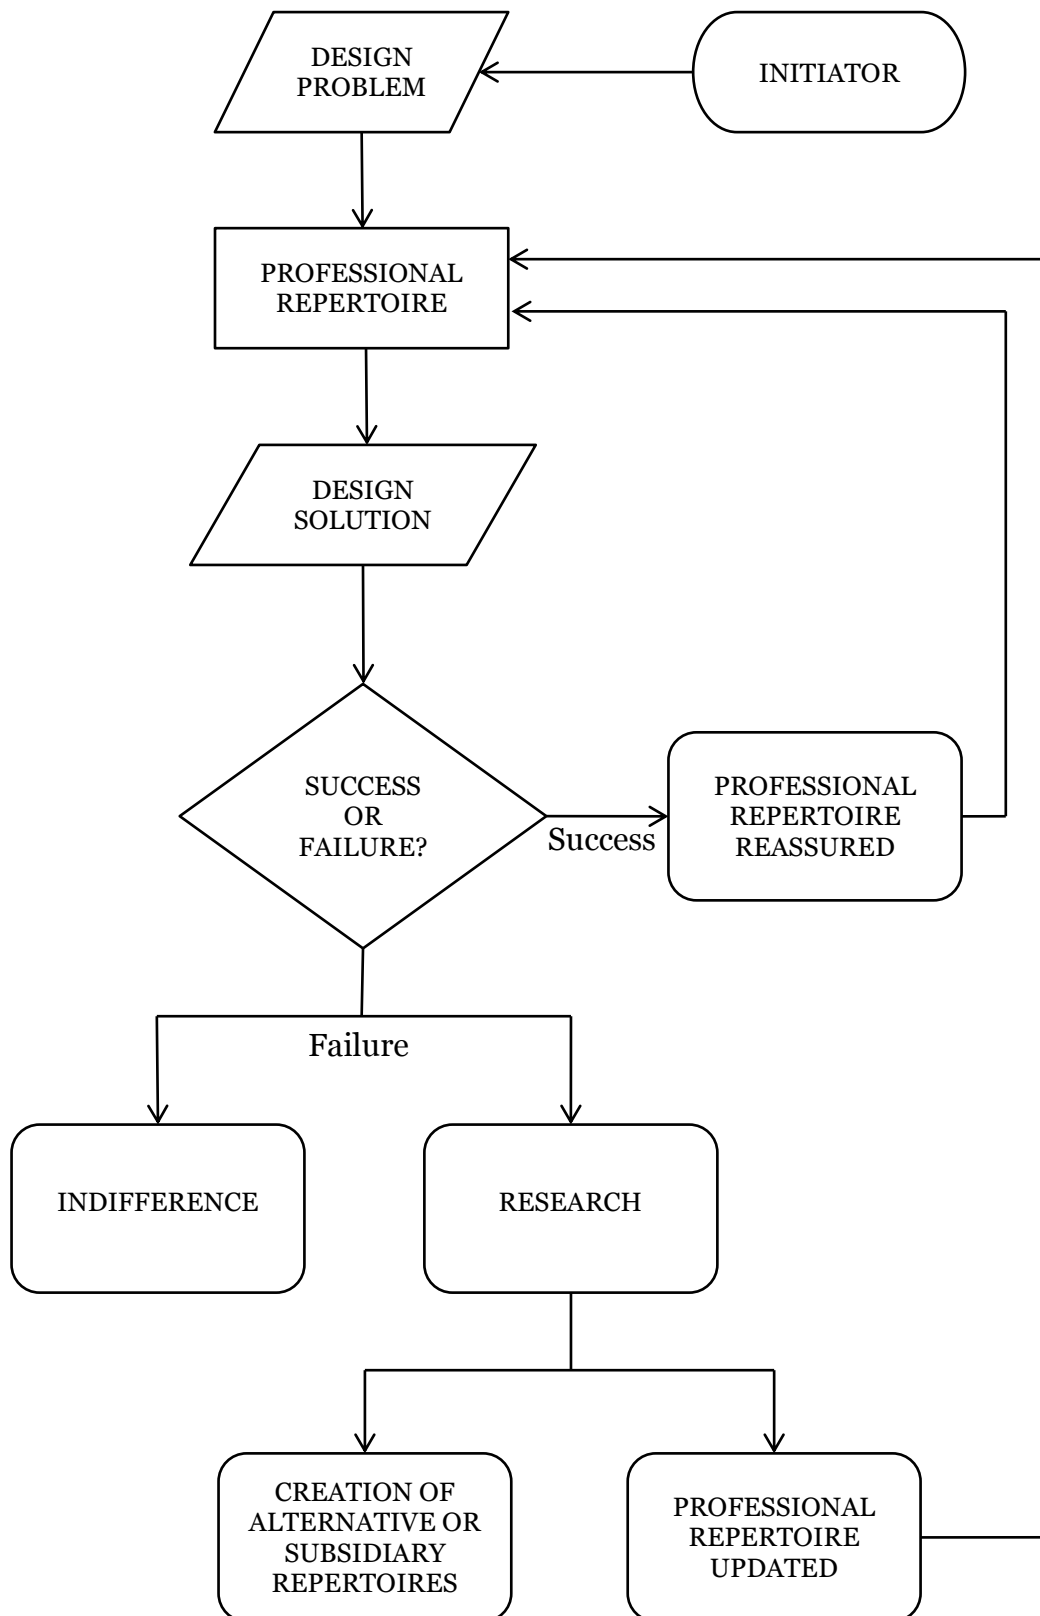 DESIGN
PROBLEM
INITIATOR
PROFESSIONAL
REPERTOIRE
DESIGN
SOLUTION
SUCCESS
OR
FAILURE?
Success
PROFESSIONAL
REPERTOIRE
REASSURED
Failure
INDIFFERENCE
RESEARCH
CREATION OF
ALTERNATIVE OR
SUBSIDIARY
REPERTOIRES
PROFESSIONAL
REPERTOIRE
UPDATED